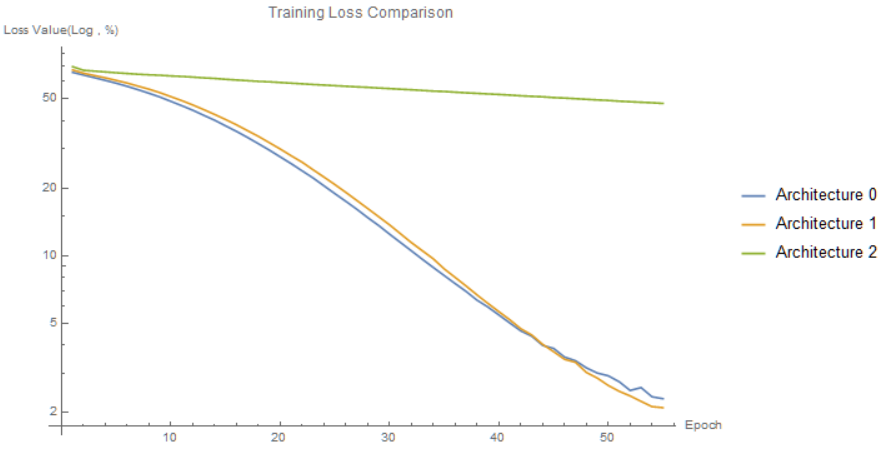 Training Loss Comparison
Loss Value(Log , %)
50
20
10
5
2
10 20 30 40 50
Epoch
Architecture 0
Architecture 1
Architecture 2